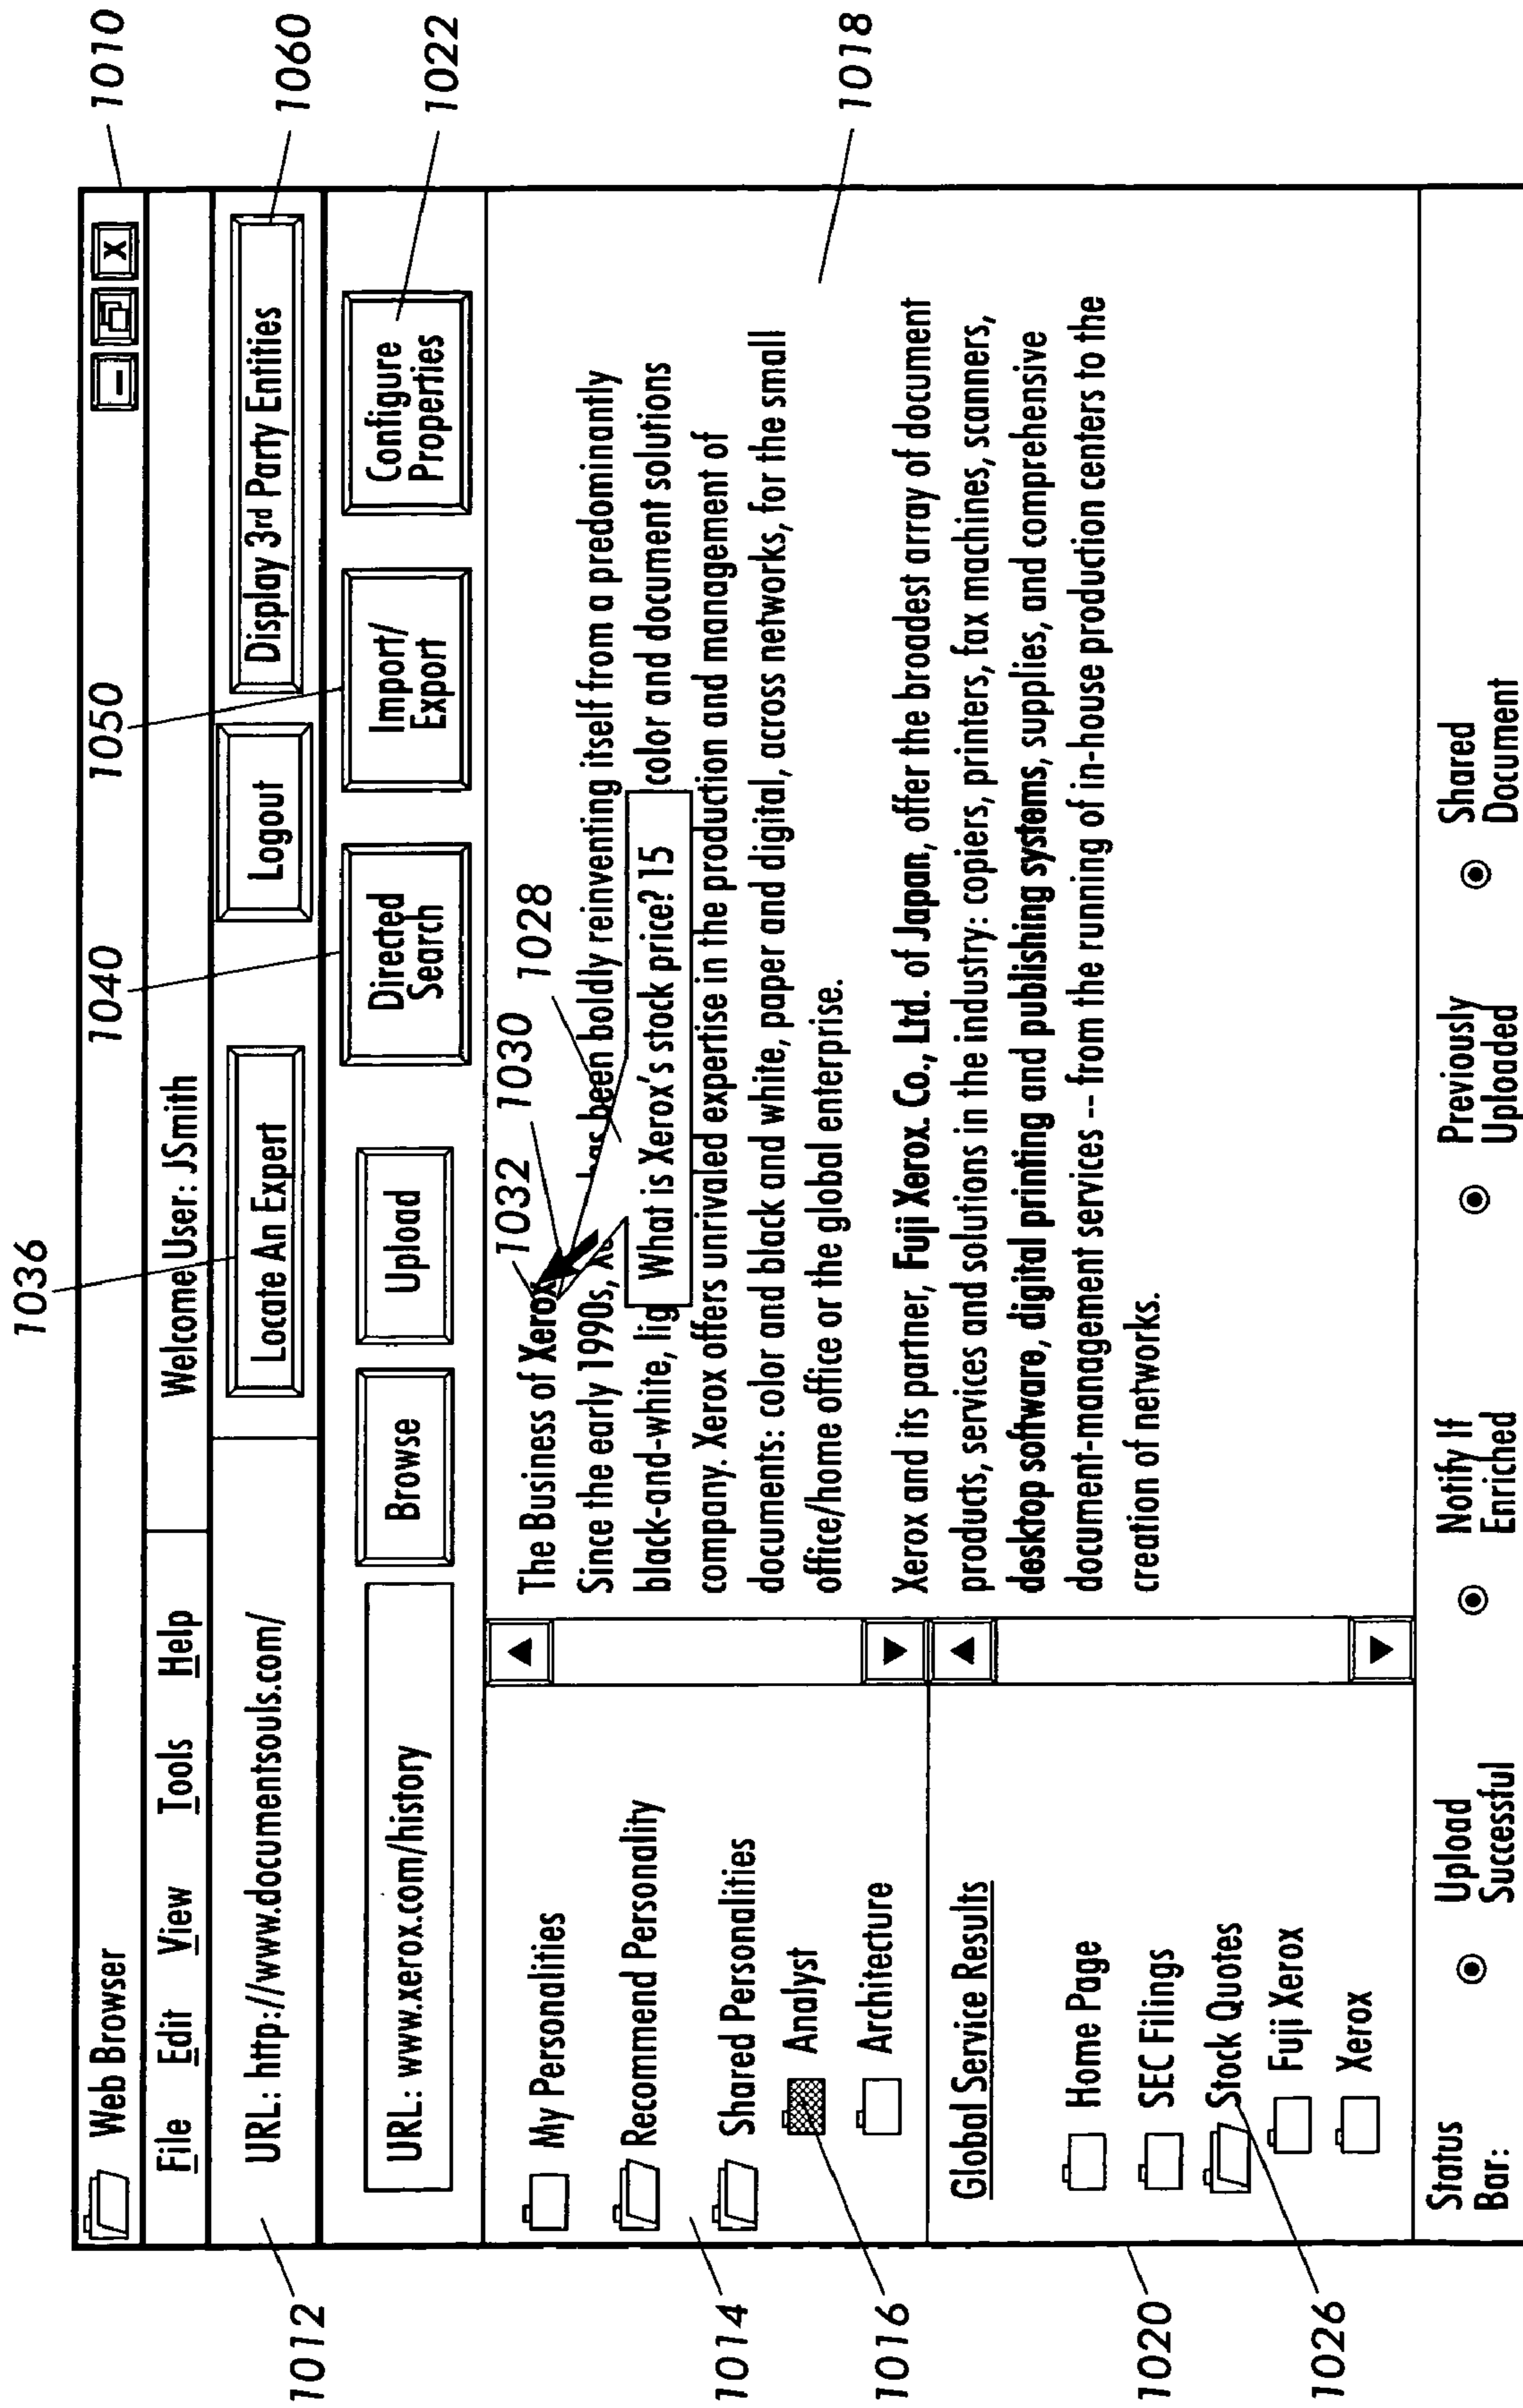 1010
1060
1022
1018
1050
1040
1036
1028
1030
1032
1012
1014
1016
1020
1026
Web Browser
- X
File Edit View Tools Help
Welcome User: JSmith
URL: http://www.documentsouls.com/
Locate An Expert
Logout
Display 3rd Party Entities
URL: www.xerox.com/history
Browse
Upload
Directed
Search
Import/
Export
Configure
Properties
My Personalities
Recommend Personality
Shared Personalities
Analyst
Architecture
Global Service Results
Home Page
SEC Filings
Stock Quotes
Fuji Xerox
Xerox
The Business of Xerox
Since the early 1990s, Xe has been boldly reinventing itself from a predominantly
black-and-white, lig color and document solutions
What is Xerox's stock price? 15
company. Xerox offers unrivaled expertise in the production and management of
documents: color and black and white, paper and digital, across networks, for the small
office/home office or the global enterprise.
Xerox and its partner, Fuji Xerox. Co., Ltd. of Japan, offer the broadest array of document
products, services and solutions in the industry: copiers, printers, fax machines, scanners,
desktop software, digital printing and publishing systems, supplies, and comprehensive
document-management services -- from the running of in-house production centers to the
creation of networks.
Status
Bar:
Upload
Successful
Notify If
Enriched
Previously
Uploaded
Shared
Document